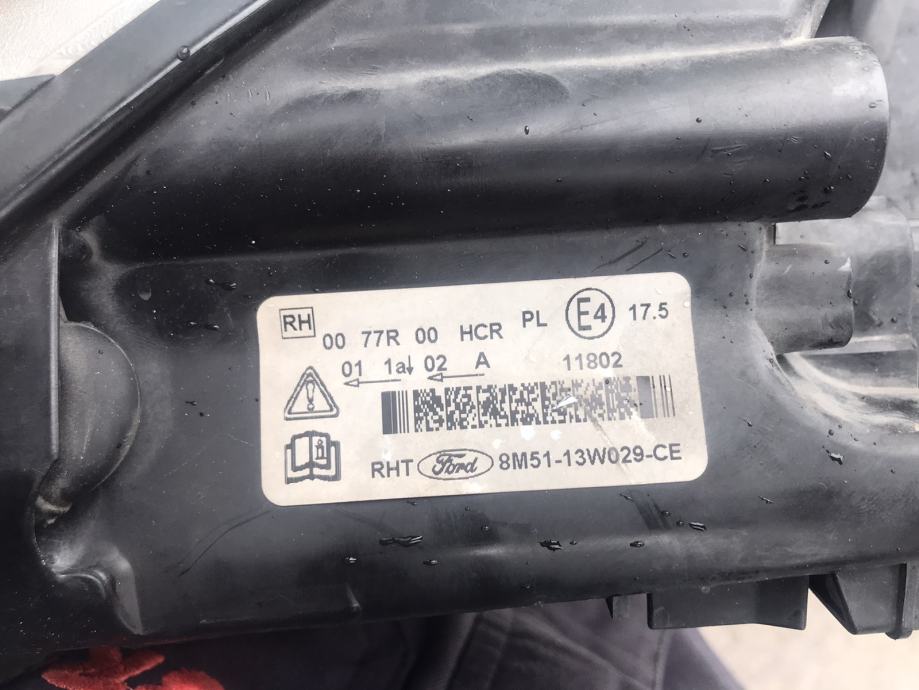 RH 00 77R 00 HCR PL E4 17.5
01 1a↓ 02 A 11802
RHT Ford 8M51-13W029-CE